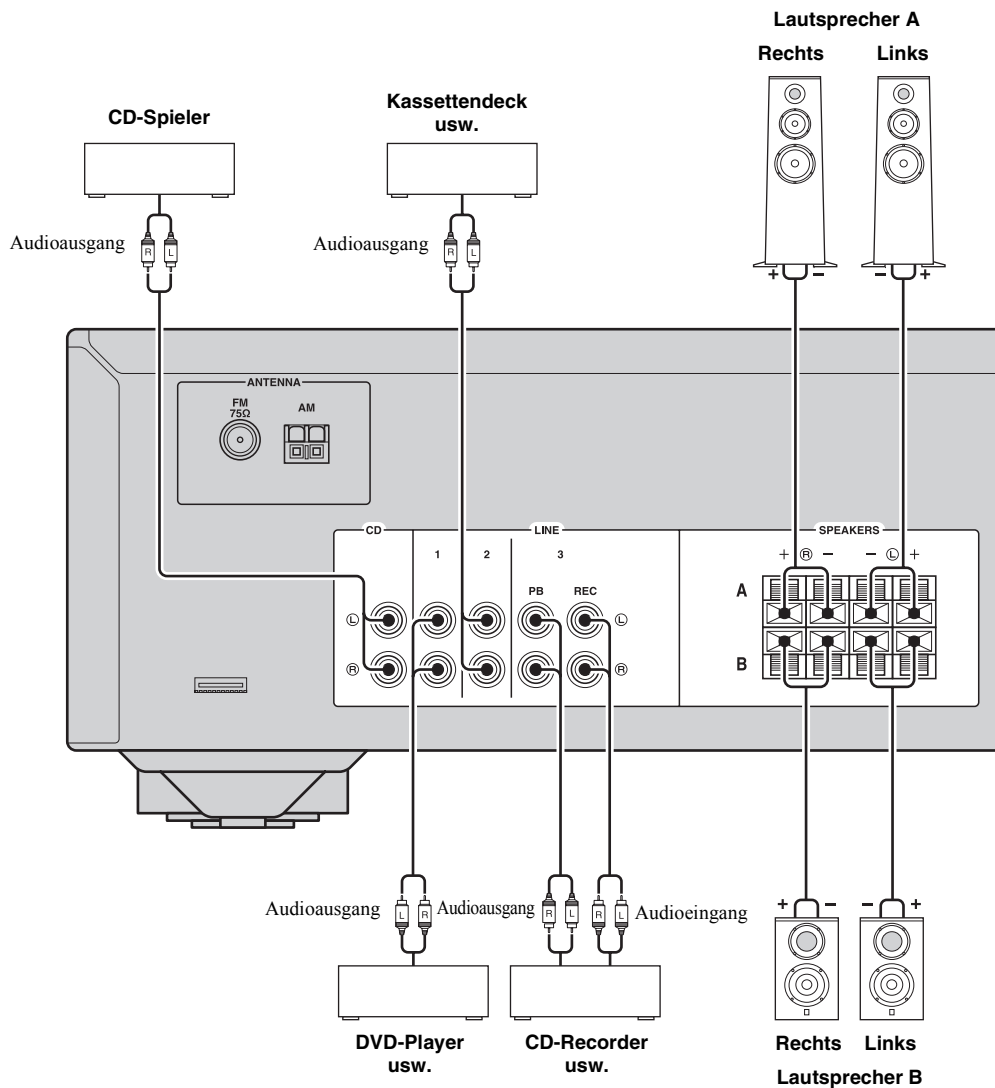 Lautsprecher A
Rechts Links
CD-Spieler
Kassettendeck
usw.
Audioausgang R L
Audioausgang R L
+ − − +
ANTENNA
FM
75Ω
AM
CD LINE SPEAKERS
1 2 3
+ R − − L +
PB REC
A
L L
R R
B
Audioausgang L R
Audioausgang R L
R L Audioeingang
+ − − +
DVD-Player
usw.
CD-Recorder
usw.
Rechts Links
Lautsprecher B